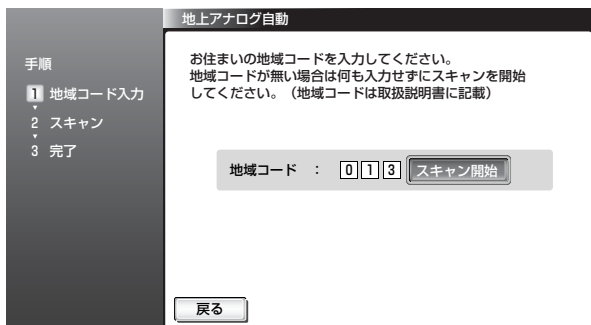 地上アナログ自動
手順
1 地域コード入力
2 スキャン
3 完了
お住まいの地域コードを入力してください。
地域コードが無い場合は何も入力せずにスキャンを開始
してください。（地域コードは取扱説明書に記載）
地域コード ： 0 1 3 スキャン開始
戻る